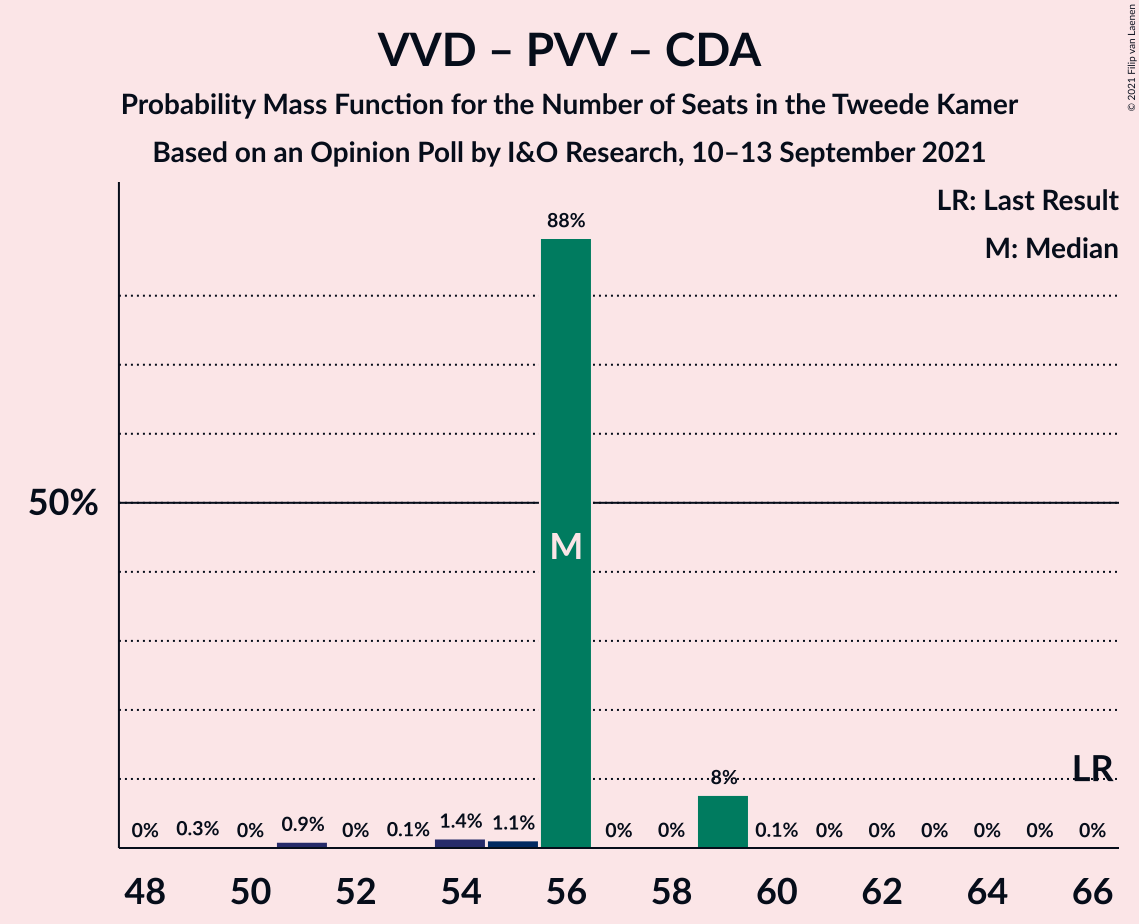 VVD – PVV – CDA
Probability Mass Function for the Number of Seats in the Tweede Kamer
Based on an Opinion Poll by I&O Research, 10–13 September 2021
© 2021 Filip van Laenen
LR: Last Result
M: Median
88%
50%
M
LR
8%
0% 0.3% 0% 0.9% 0% 0.1% 1.4% 1.1% 0% 0% 0.1% 0% 0% 0% 0% 0% 0%
48 50 52 54 56 58 60 62 64 66